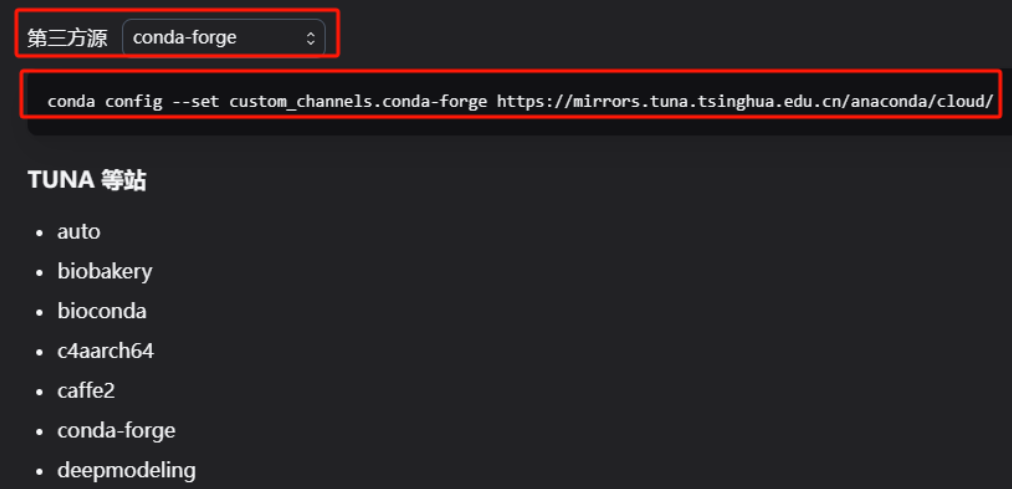 第三方源 conda-forge
conda config --set custom_channels.conda-forge https://mirrors.tuna.tsinghua.edu.cn/anaconda/cloud/
TUNA 等站
• auto
• biobakery
• bioconda
• c4aarch64
• caffe2
• conda-forge
• deepmodeling